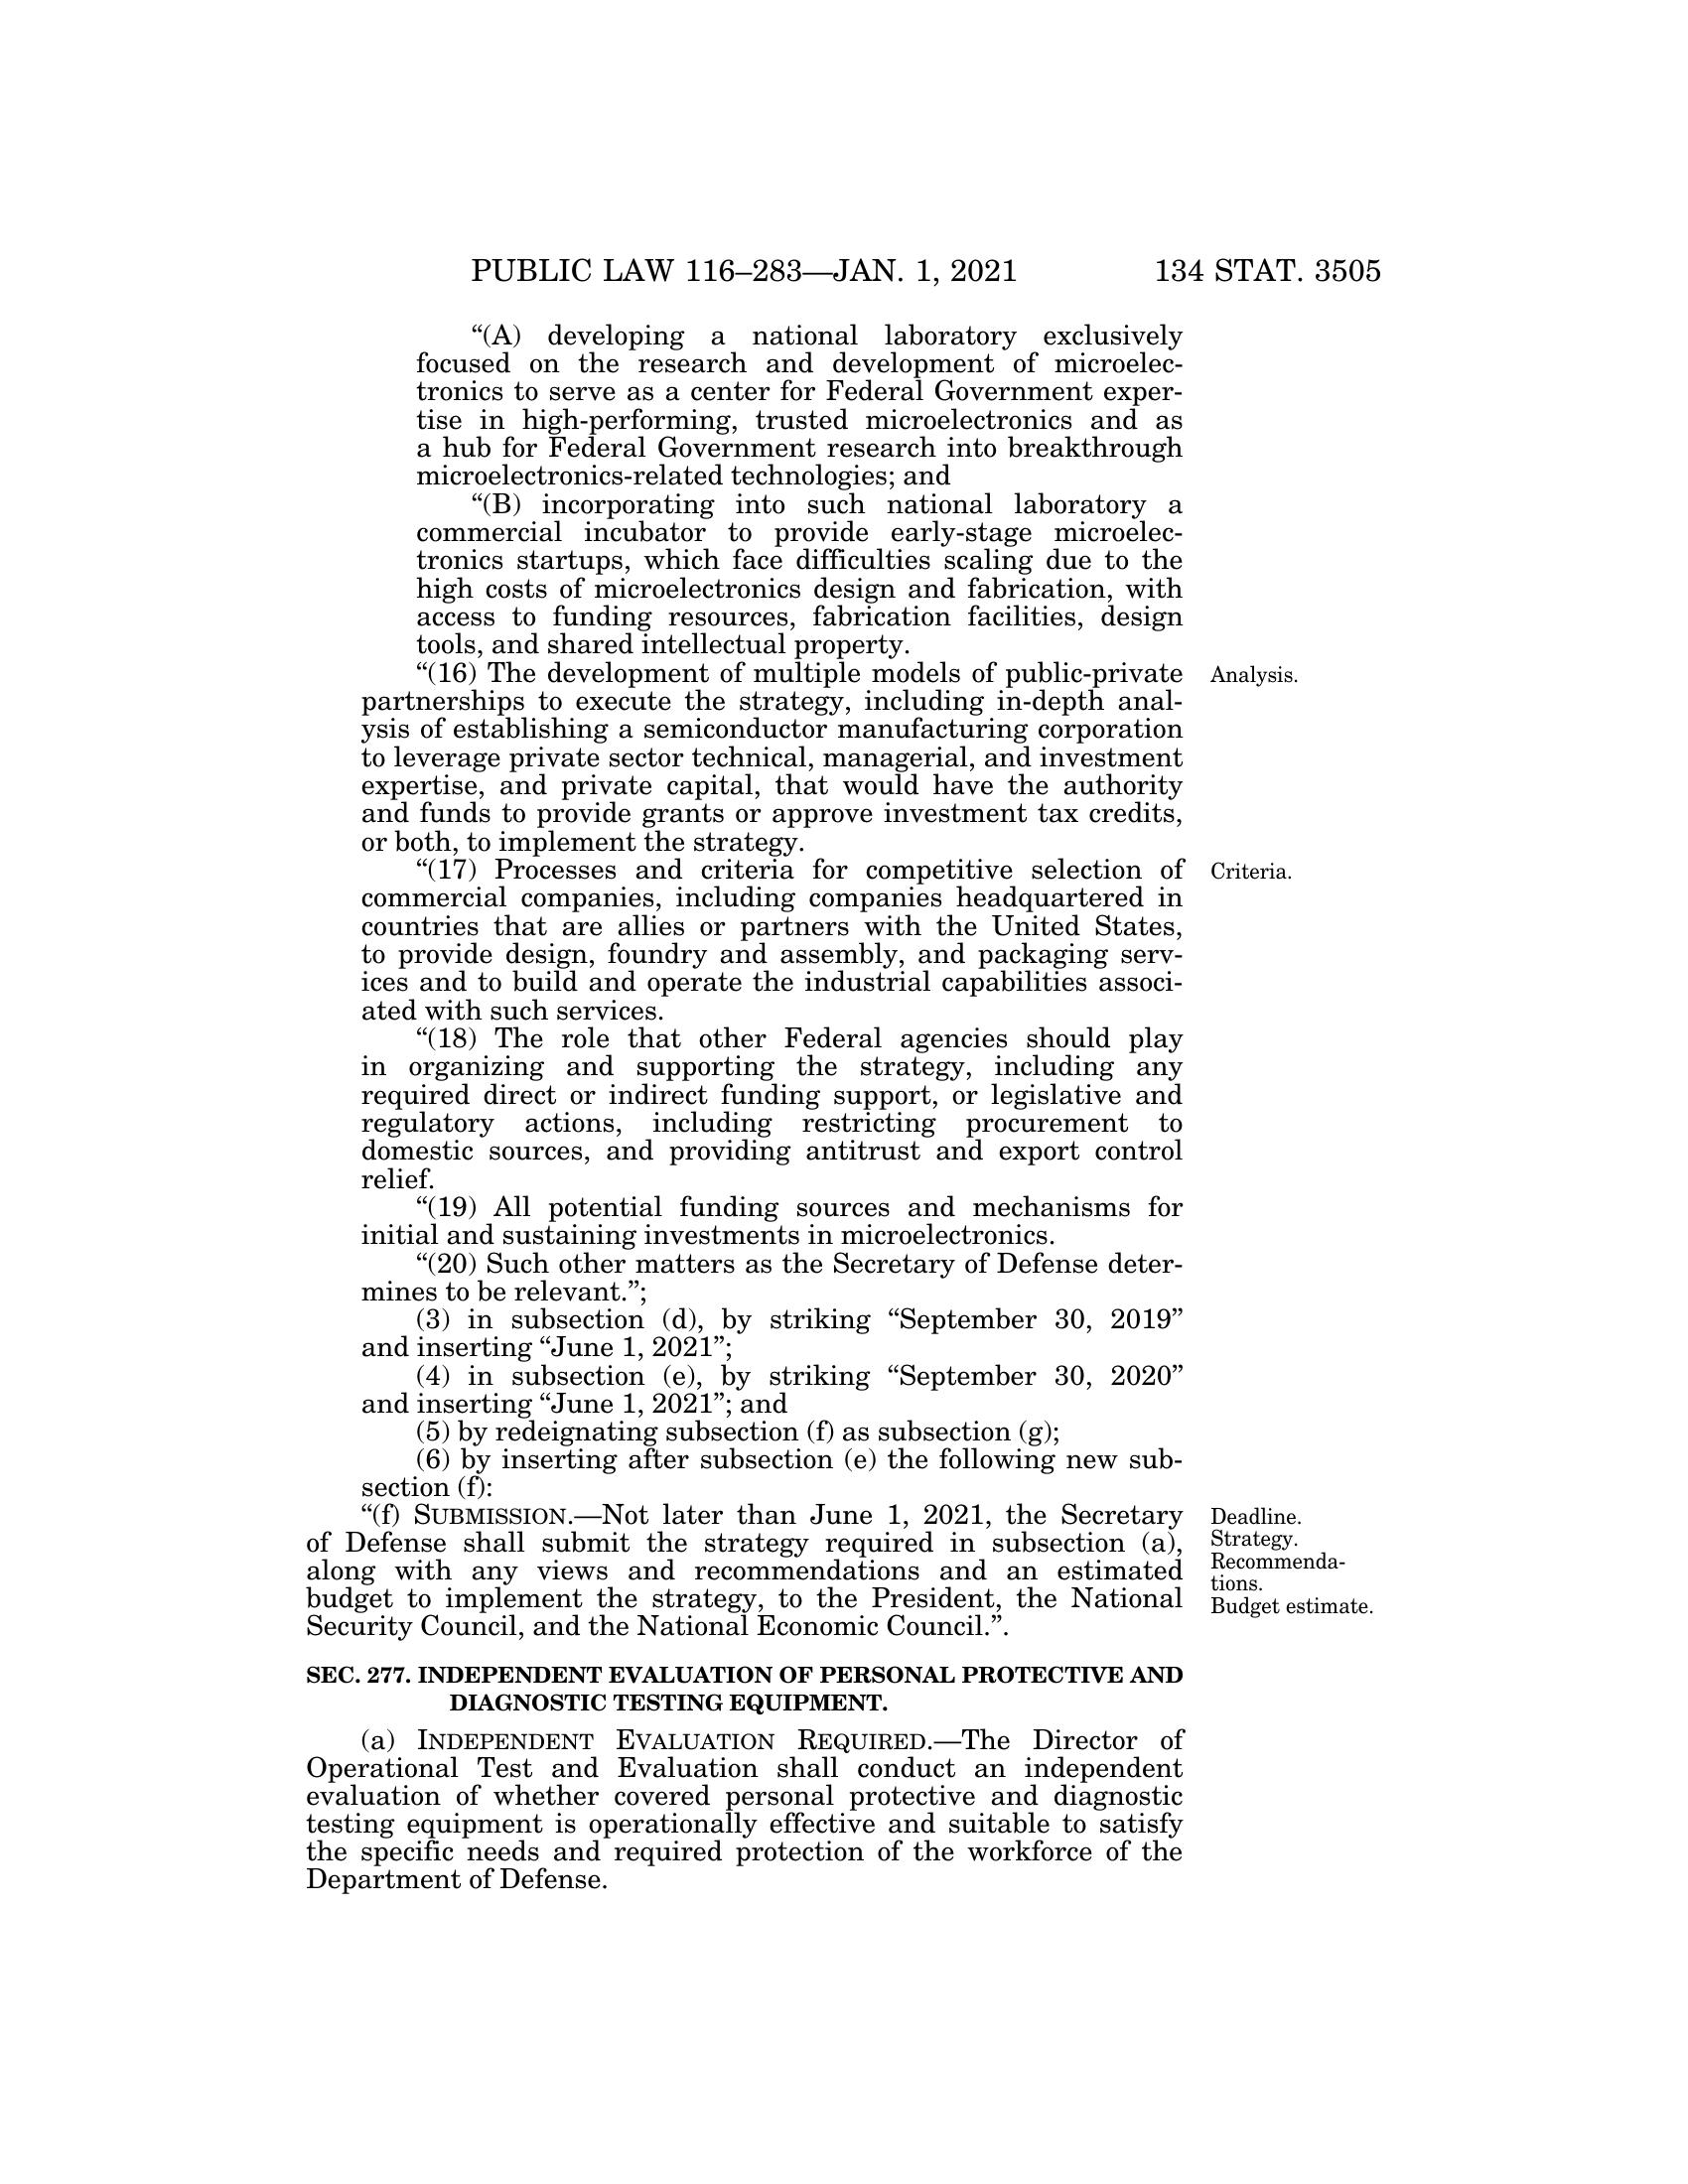 PUBLIC LAW 116–283—JAN. 1, 2021 134 STAT. 3505
“(A) developing a national laboratory exclusively
focused on the research and development of microelec-
tronics to serve as a center for Federal Government exper-
tise in high-performing, trusted microelectronics and as
a hub for Federal Government research into breakthrough
microelectronics-related technologies; and
“(B) incorporating into such national laboratory a
commercial incubator to provide early-stage microelec-
tronics startups, which face difficulties scaling due to the
high costs of microelectronics design and fabrication, with
access to funding resources, fabrication facilities, design
tools, and shared intellectual property.
“(16) The development of multiple models of public-private
partnerships to execute the strategy, including in-depth anal-
ysis of establishing a semiconductor manufacturing corporation
to leverage private sector technical, managerial, and investment
expertise, and private capital, that would have the authority
and funds to provide grants or approve investment tax credits,
or both, to implement the strategy.
Analysis.
“(17) Processes and criteria for competitive selection of
commercial companies, including companies headquartered in
countries that are allies or partners with the United States,
to provide design, foundry and assembly, and packaging serv-
ices and to build and operate the industrial capabilities associ-
ated with such services.
Criteria.
“(18) The role that other Federal agencies should play
in organizing and supporting the strategy, including any
required direct or indirect funding support, or legislative and
regulatory actions, including restricting procurement to
domestic sources, and providing antitrust and export control
relief.
“(19) All potential funding sources and mechanisms for
initial and sustaining investments in microelectronics.
“(20) Such other matters as the Secretary of Defense deter-
mines to be relevant.”;
(3) in subsection (d), by striking “September 30, 2019”
and inserting “June 1, 2021”;
(4) in subsection (e), by striking “September 30, 2020”
and inserting “June 1, 2021”; and
(5) by redeignating subsection (f) as subsection (g);
(6) by inserting after subsection (e) the following new sub-
section (f):
“(f) SUBMISSION.—Not later than June 1, 2021, the Secretary
of Defense shall submit the strategy required in subsection (a),
along with any views and recommendations and an estimated
budget to implement the strategy, to the President, the National
Security Council, and the National Economic Council.”.
Deadline.
Strategy.
Recommenda-
tions.
Budget estimate.
SEC. 277. INDEPENDENT EVALUATION OF PERSONAL PROTECTIVE AND
DIAGNOSTIC TESTING EQUIPMENT.
(a) INDEPENDENT EVALUATION REQUIRED.—The Director of
Operational Test and Evaluation shall conduct an independent
evaluation of whether covered personal protective and diagnostic
testing equipment is operationally effective and suitable to satisfy
the specific needs and required protection of the workforce of the
Department of Defense.